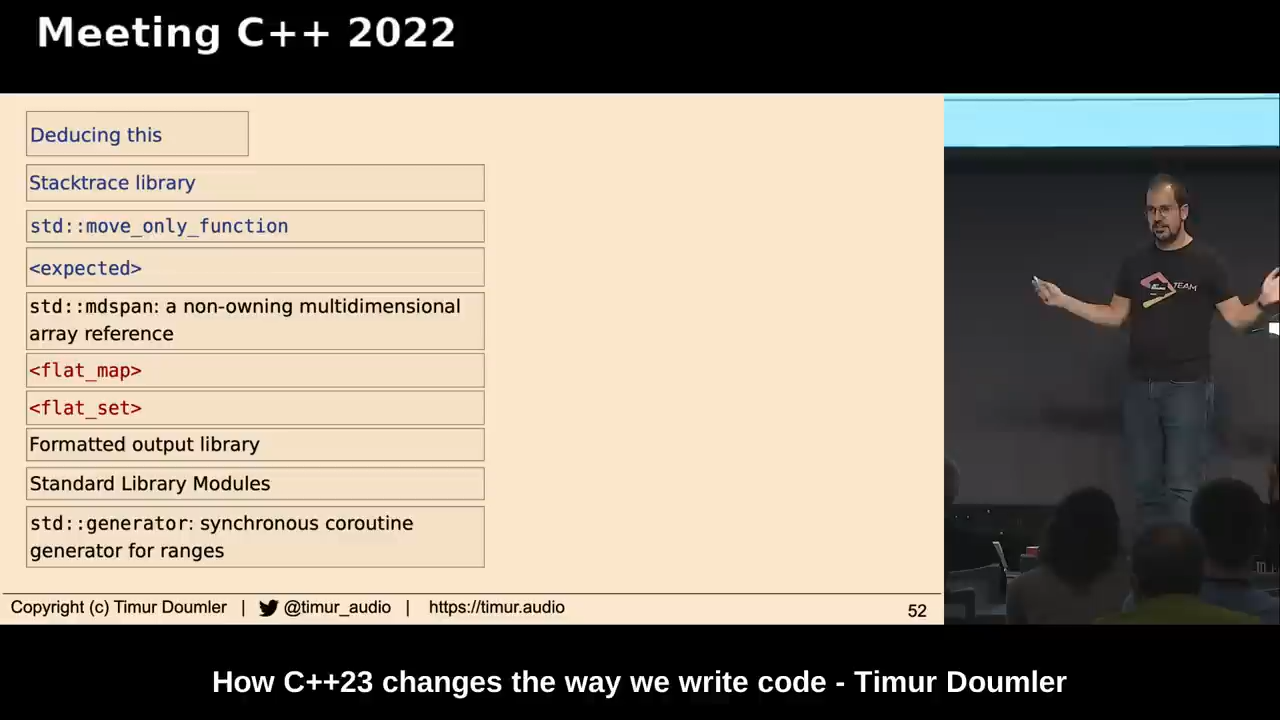 Meeting C++ 2022
Deducing this
Stacktrace library
std::move_only_function
<expected>
std::mdspan: a non-owning multidimensional
array reference
<flat_map>
<flat_set>
Formatted output library
Standard Library Modules
std::generator: synchronous coroutine
generator for ranges
Copyright (c) Timur Doumler | @timur_audio | https://timur.audio
52
TEAM
How C++23 changes the way we write code - Timur Doumler